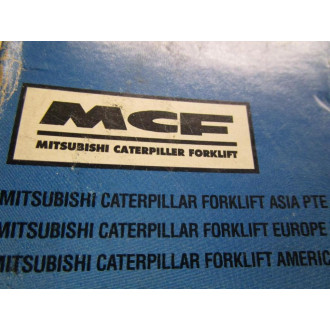 MCF
MITSUBISHI CATERPILLER FORKLIFT
MITSUBISHI CATERPILLAR FORKLIFT ASIA PTE
MITSUBISHI CATERPILLAR FORKLIFT EUROPE
MITSUBISHI CATERPILLAR FORKLIFT AMERIC